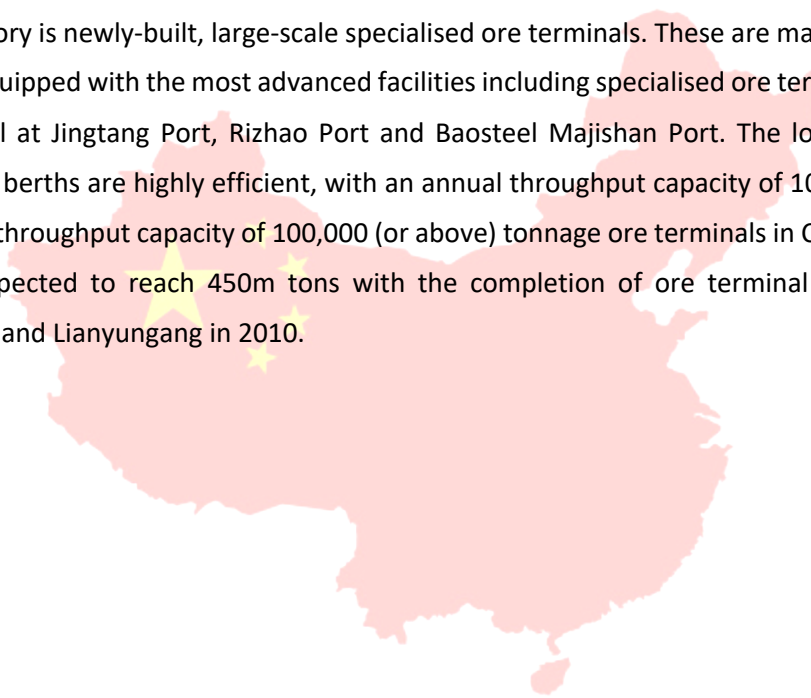 ory is newly-built, large-scale specialised ore terminals. These are ma
quipped with the most advanced facilities including specialised ore ter
l at Jingtang Port, Rizhao Port and Baosteel Majishan Port. The lo
berths are highly efficient, with an annual throughput capacity of 10
throughput capacity of 100,000 (or above) tonnage ore terminals in
pected to reach 450m tons with the completion of ore terminal
and Lianyungang in 2010.